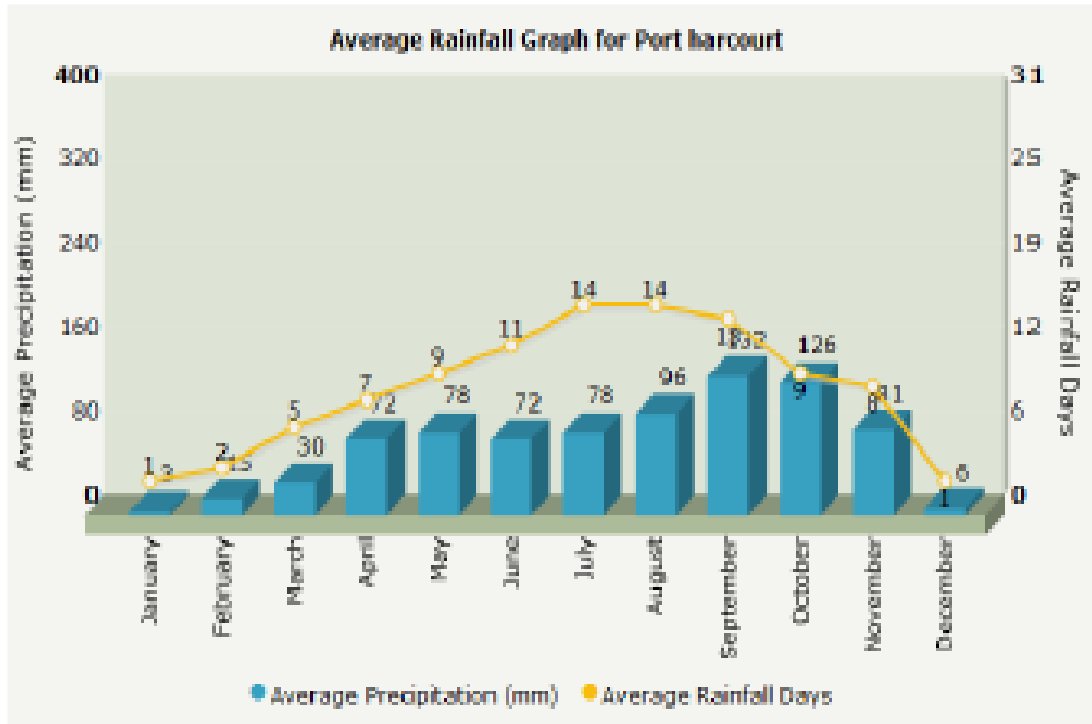 Average Rainfall Graph for Port harcourt
400
320
240
160
80
0
Average Precipitation (mm)
31
25
19
12
6
0
Average Rainfall Days
1
2
5
7
9
11
14
14
9
1
30
72
78
72
78
96
126
6
January
February
March
April
May
June
July
August
September
October
November
December
Average Precipitation (mm)
Average Rainfall Days